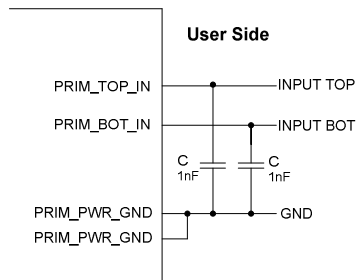 User Side
PRIM_TOP_IN INPUT TOP
PRIM_BOT_IN INPUT BOT
C 1nF
C 1nF
PRIM_PWR_GND GND
PRIM_PWR_GND